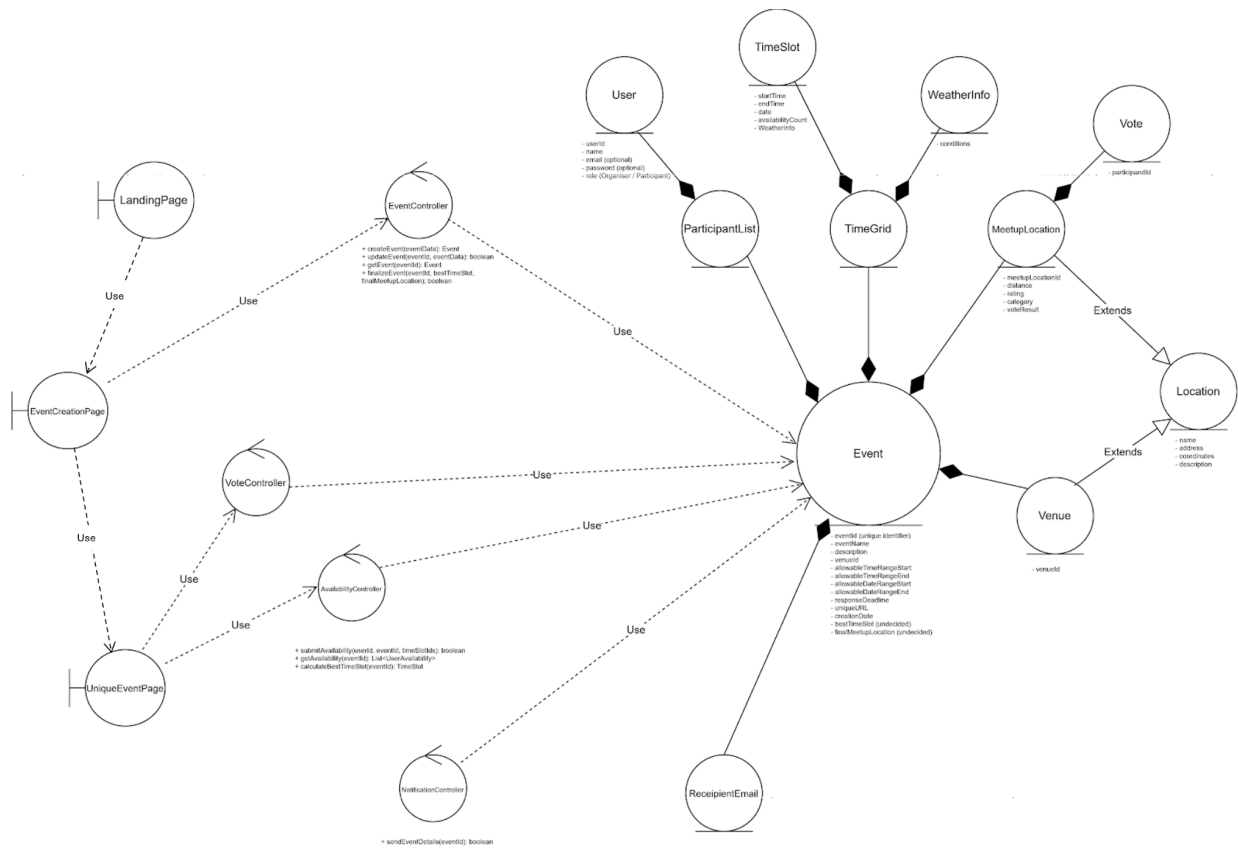 TimeSlot
- startTime
- endTime
- date
- availabilityCount
- WeatherInfo
User
- userId
- name
- email (optional)
- password (optional)
- role (Organiser / Participant)
WeatherInfo
- conditions
Vote
- participandId
LandingPage
EventController
+ createEvent(eventData): Event
+ updateEvent(eventId, eventData): boolean
+ getEvent(eventId): Event
+ finalizeEvent(eventId, bestTimeSlot,
finalMeetupLocation): boolean
ParticipantList
TimeGrid
MeetupLocation
- meetupLocationId
- distance
- rating
- category
- voteResult
Use
Use
Use
Extends
EventCreationPage
Location
- name
- address
- coordinates
- description
Event
- eventId (unique identifier)
- eventName
- description
- venueId
- allowableTimeRangeStart
- allowableTimeRangeEnd
- allowableDateRangeStart
- allowableDateRangeEnd
- responseDeadline
- uniqueURL
- creationDate
- bestTimeSlot (undecided)
- finalMeetupLocation (undecided)
Extends
Venue
- venueId
VoteController
Use
Use
Use
Use
AvailabilityController
+ submitAvailability(userId, eventId, timeSlotIds): boolean
+ getAvailability(eventId): List<UserAvailability>
+ calculateBestTimeSlot(eventId): TimeSlot
Use
Use
UniqueEventPage
NotificationController
+ sendEventDetails(eventId): boolean
ReceipientEmail